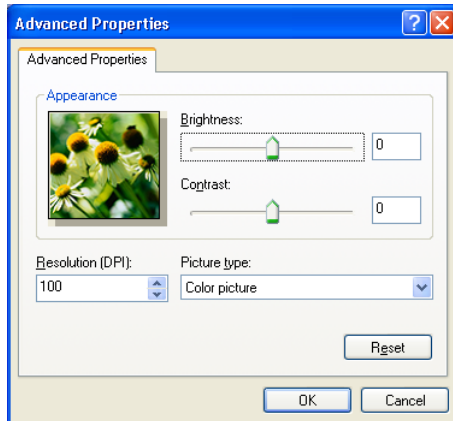 Advanced Properties
Advanced Properties
Appearance
Brightness:
0
Contrast:
0
Resolution (DPI):
Picture type:
100
Color picture
Reset
OK
Cancel